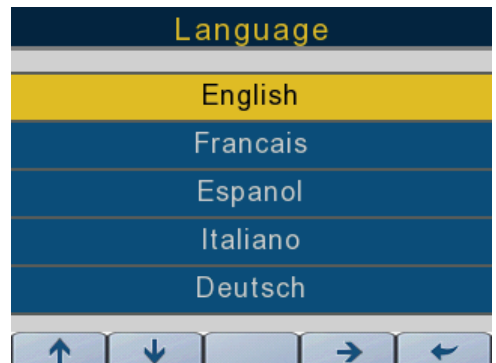 Language
English
Francais
Espanol
Italiano
Deutsch